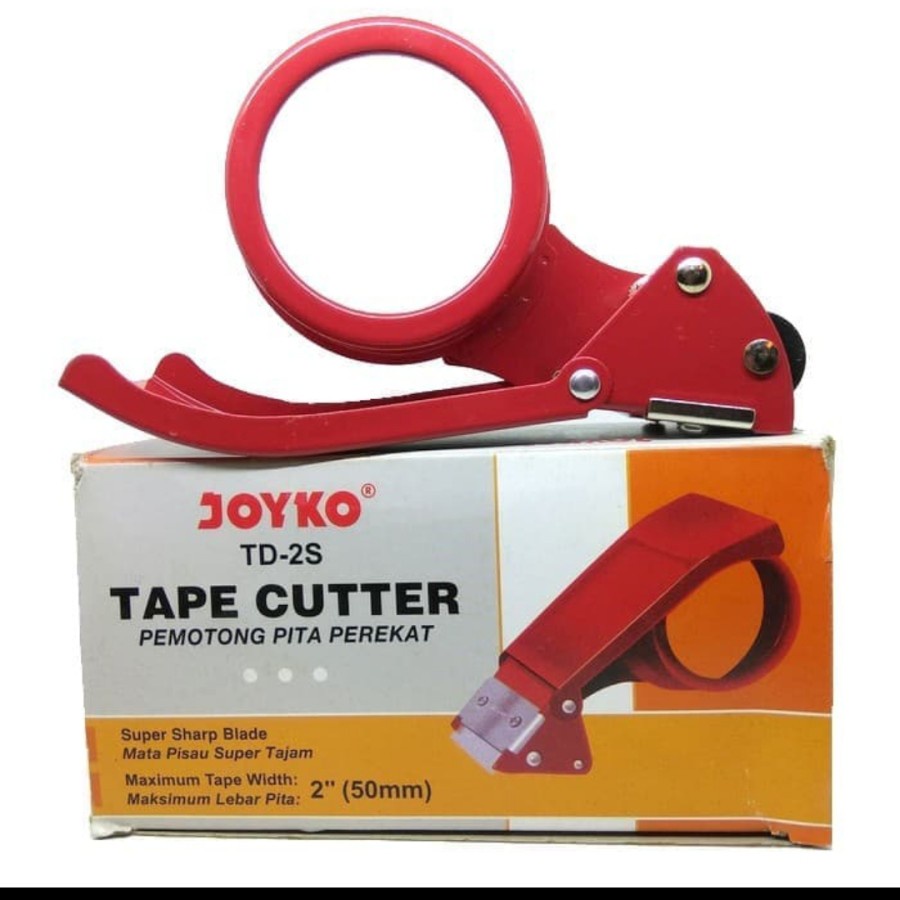 JOYKO®
TD-2S
TAPE CUTTER
PEMOTONG PITA PEREKAT
Super Sharp Blade
Mata Pisau Super Tajam
Maximum Tape Width:
Maksimum Lebar Pita: 2" (50mm)